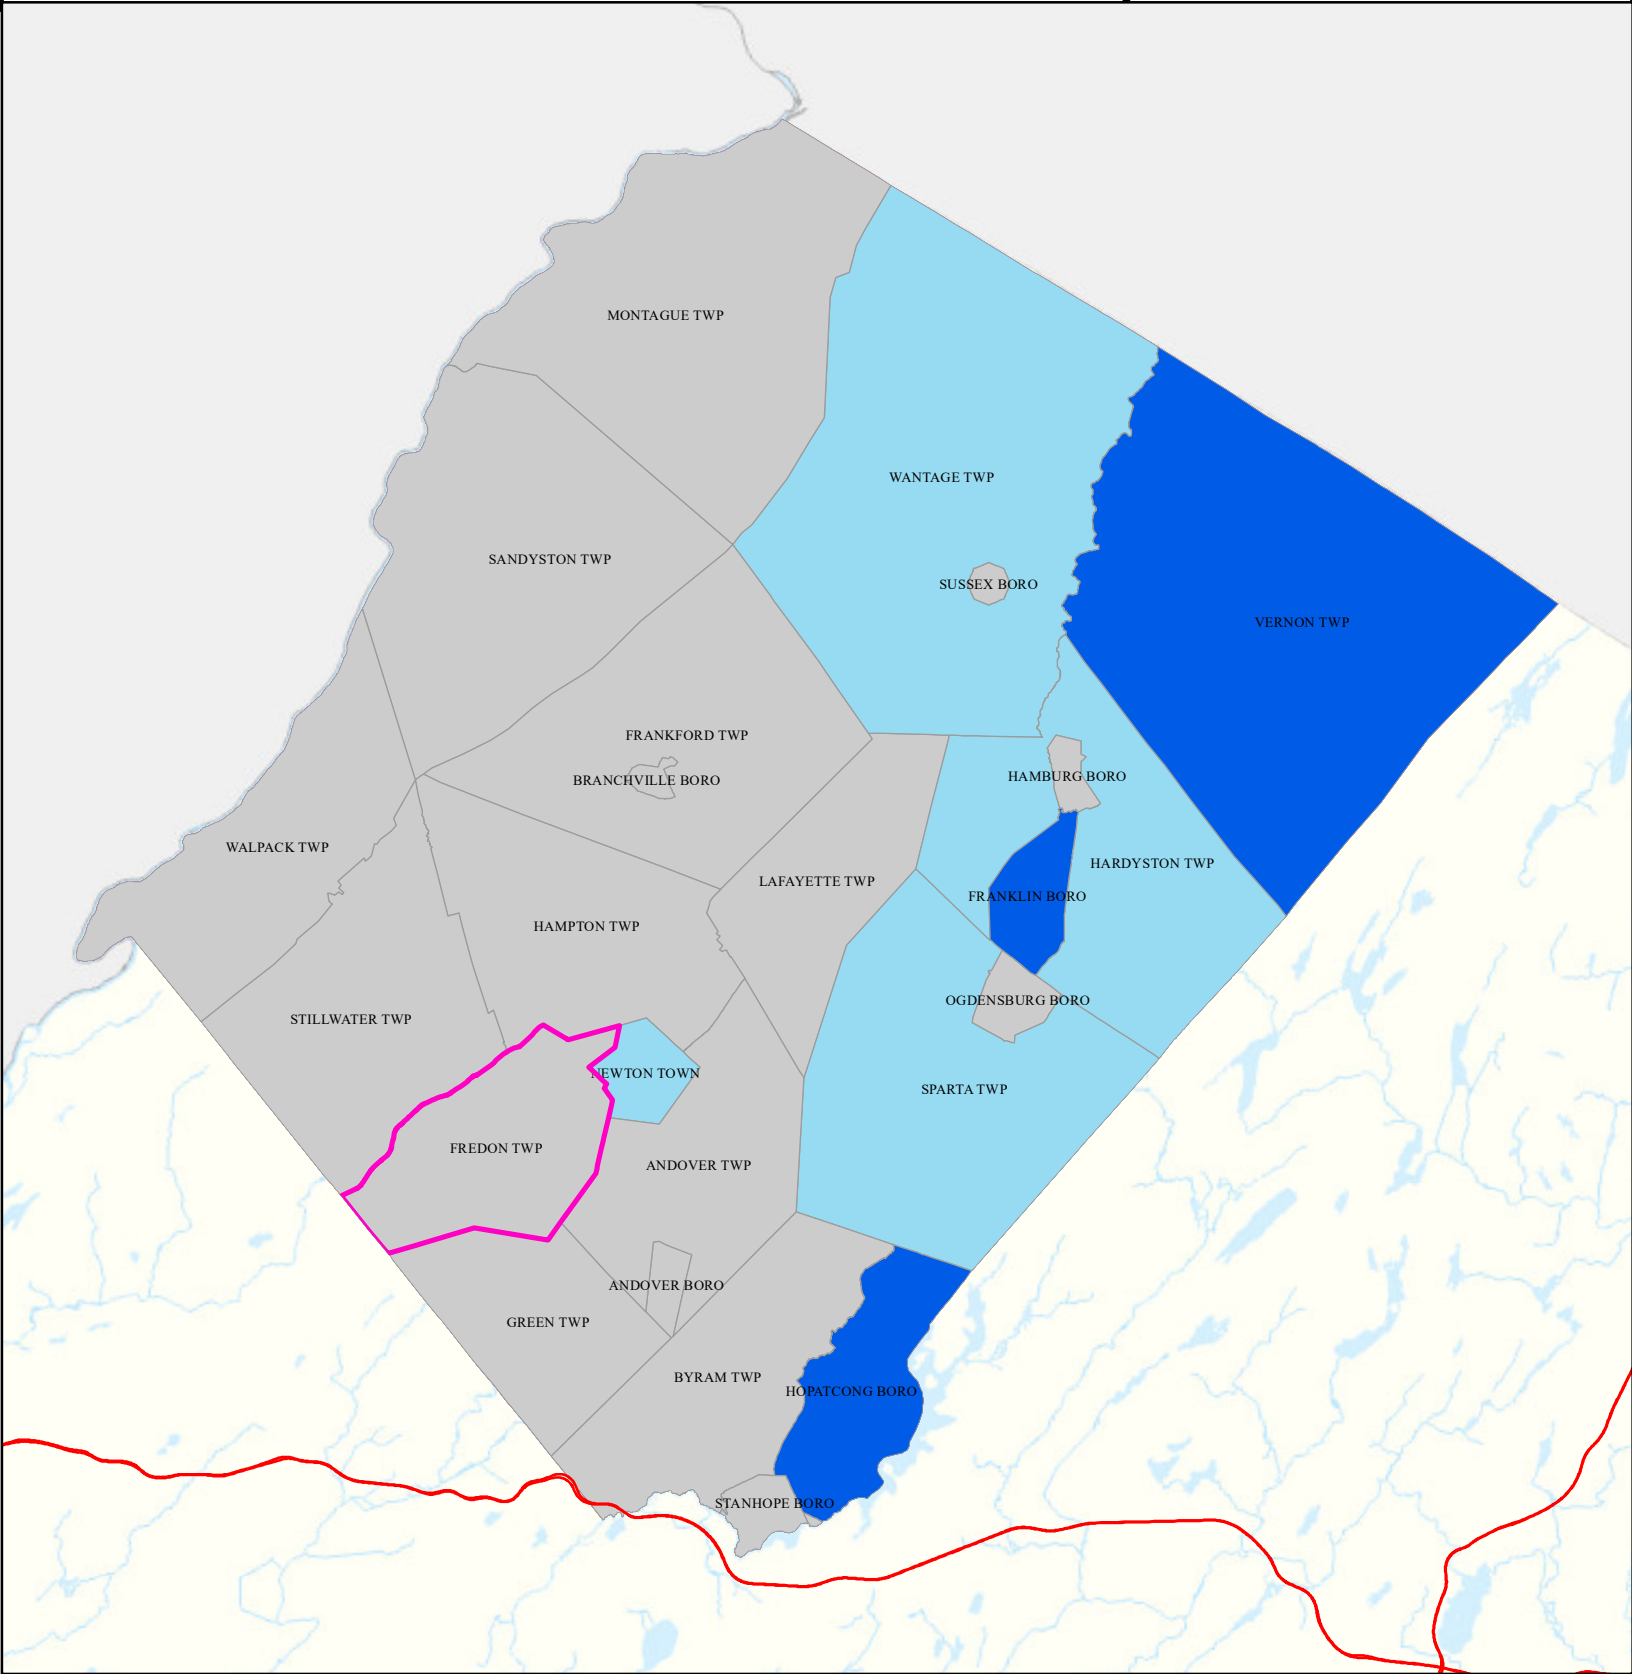 MONTAGUE TWP
WANTAGE TWP
SANDYSTON TWP
SUSSEX BORO
VERNON TWP
FRANKFORD TWP
HAMBURG BORO
BRANCHVILLE BORO
WALPACK TWP
HARDYSTON TWP
LAFAYETTE TWP
FRANKLIN BORO
HAMPTON TWP
OGDENSBURG BORO
STILLWATER TWP
NEWTON TOWN
SPARTA TWP
FREDON TWP
ANDOVER TWP
ANDOVER BORO
GREEN TWP
BYRAM TWP
HOPATCONG BORO
STANHOPE BORO